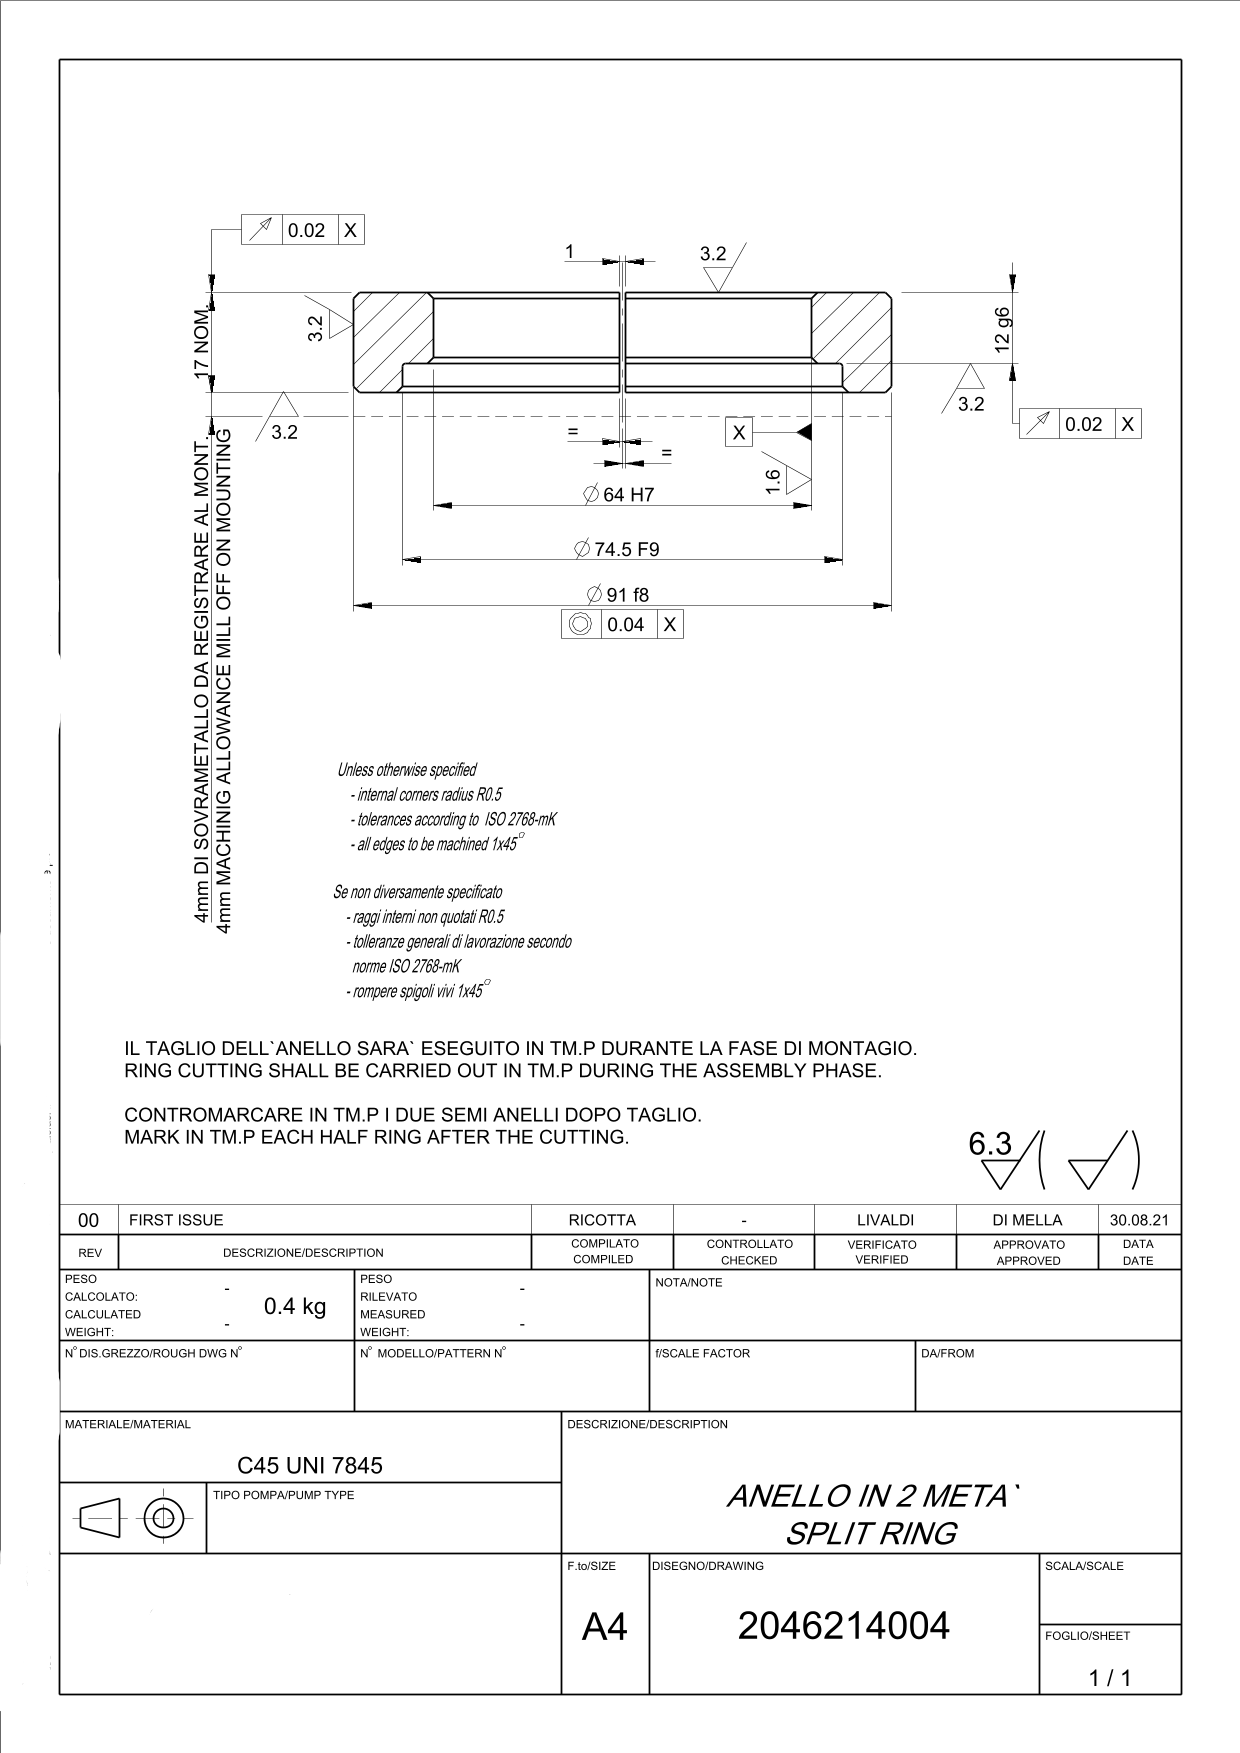 0.02 X
1
3.2
17 NOM.
3.2
12 g6
3.2
3.2
0.02 X
=
X
=
1.6
Ø 64 H7
Ø 74.5 F9
Ø 91 f8
0.04 X
4mm DI SOVRAMETALLO DA REGISTRARE AL MONT.
4mm MACHINIG ALLOWANCE MILL OFF ON MOUNTING
Unless otherwise specified
- internal corners radius R0.5
- tolerances according to ISO 2768-mK
- all edges to be machined 1x45°
Se non diversamente specificato
- raggi interni non quotati R0.5
- tolleranze generali di lavorazione secondo
norme ISO 2768-mK
- rompere spigoli vivi 1x45°
IL TAGLIO DELL`ANELLO SARA` ESEGUITO IN TM.P DURANTE LA FASE DI MONTAGIO.
RING CUTTING SHALL BE CARRIED OUT IN TM.P DURING THE ASSEMBLY PHASE.
CONTROMARCARE IN TM.P I DUE SEMI ANELLI DOPO TAGLIO.
MARK IN TM.P EACH HALF RING AFTER THE CUTTING.
6.3 ( )
00 FIRST ISSUE RICOTTA - LIVALDI DI MELLA 30.08.21
REV DESCRIZIONE/DESCRIPTION COMPILATO CONTROLLATO VERIFICATO APPROVATO DATA
COMPILED CHECKED VERIFIED APPROVED DATE
PESO PESO NOTA/NOTE
CALCOLATO: - RILEVATO -
CALCULATED 0.4 kg MEASURED
WEIGHT: - WEIGHT: -
N° DIS.GREZZO/ROUGH DWG N° N° MODELLO/PATTERN N° f/SCALE FACTOR DA/FROM
MATERIALE/MATERIAL DESCRIZIONE/DESCRIPTION
C45 UNI 7845
TIPO POMPA/PUMP TYPE
ANELLO IN 2 META`
SPLIT RING
F.to/SIZE DISEGNO/DRAWING SCALA/SCALE
A4 2046214004
FOGLIO/SHEET
1 / 1